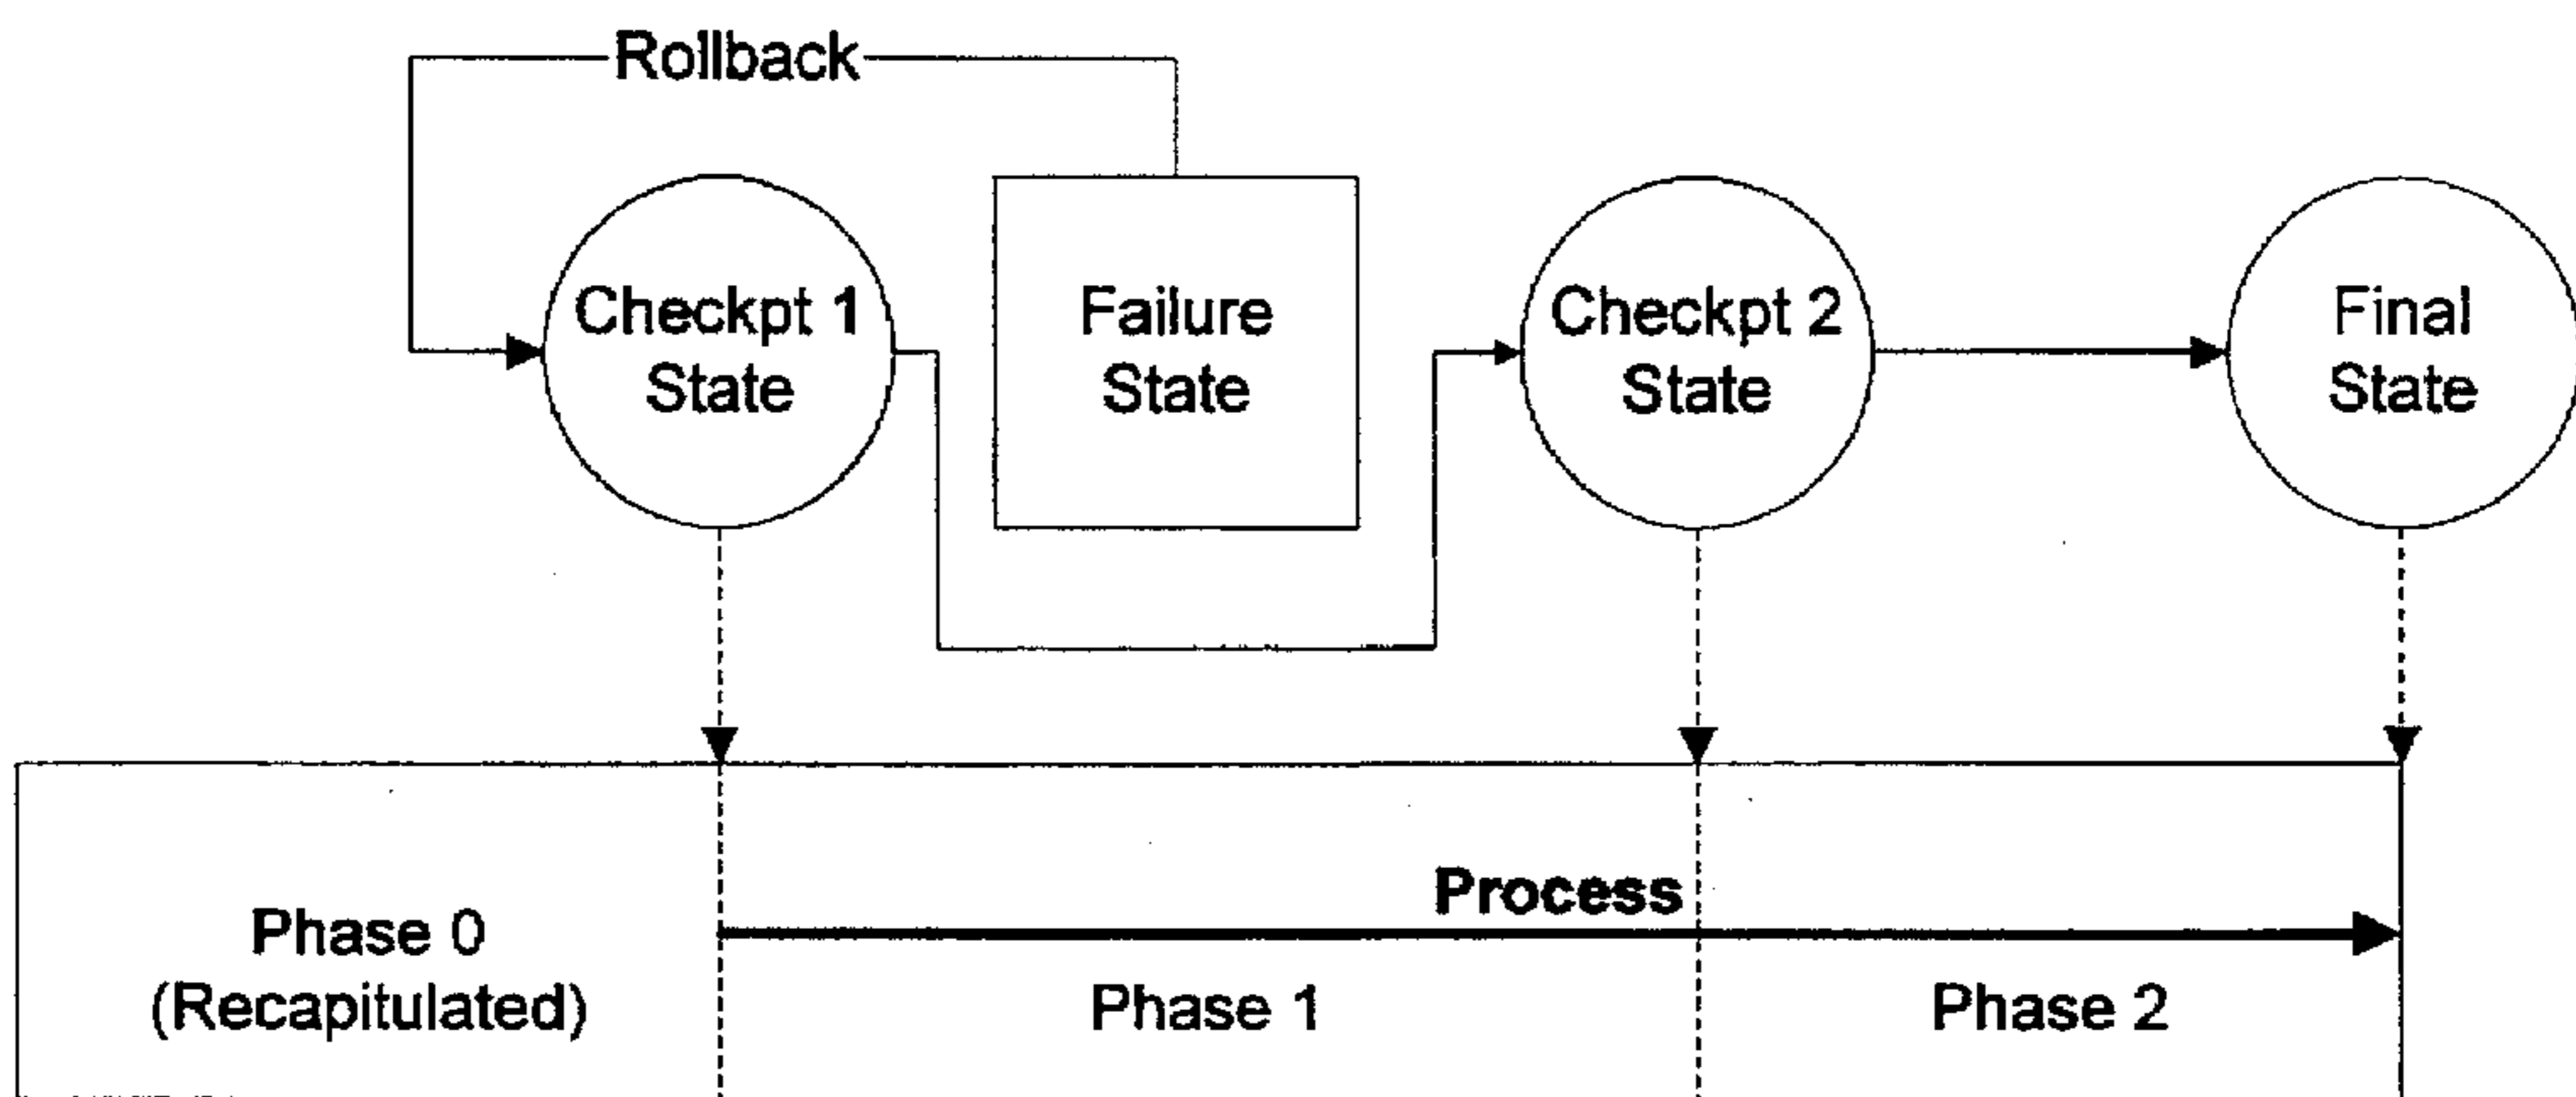 Rollback
Checkpt 1
State
Failure
State
Checkpt 2
State
Final
State
Process
Phase 0
(Recapitulated)
Phase 1
Phase 2